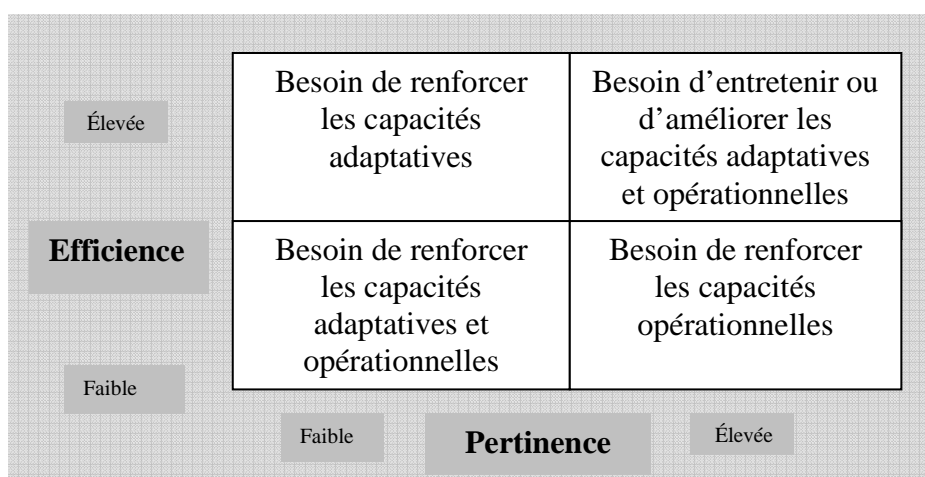 Élevée
Besoin de renforcer
les capacités
adaptatives
Besoin d’entretenir ou
d’améliorer les
capacités adaptatives
et opérationnelles
Efficience
Besoin de renforcer
les capacités
adaptatives et
opérationnelles
Besoin de renforcer
les capacités
opérationnelles
Faible
Faible
Pertinence
Élevée